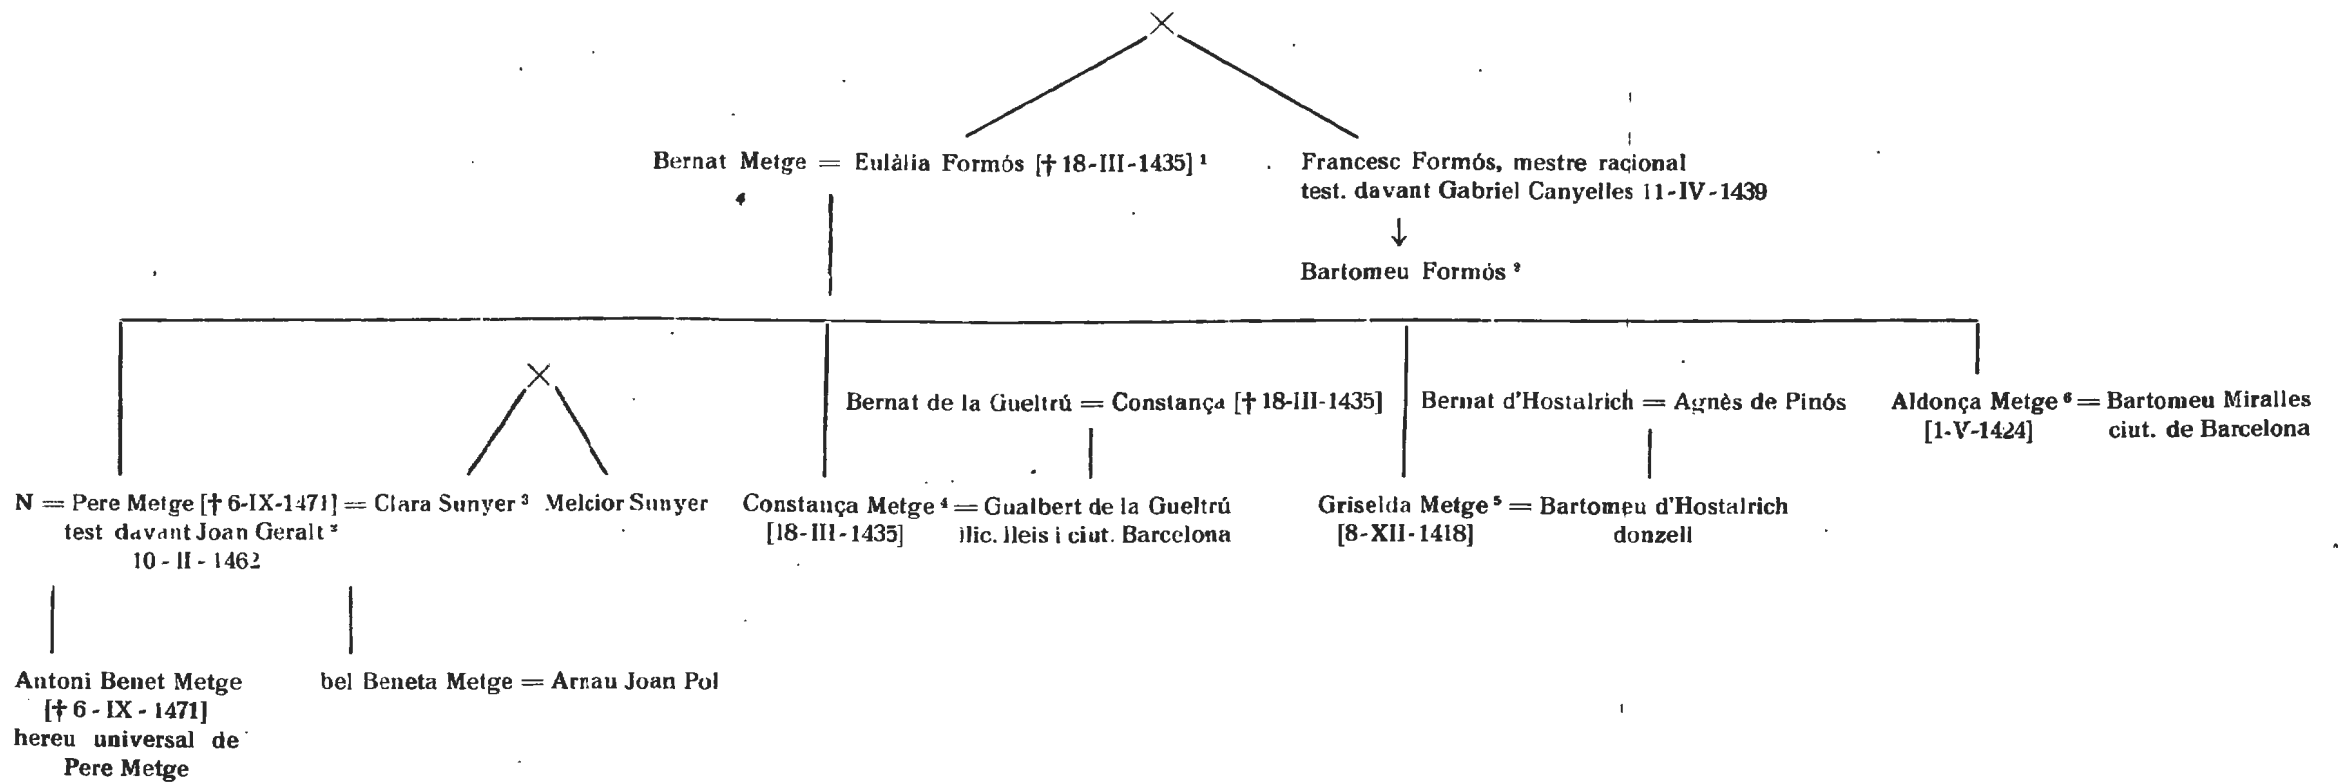 Bernat Metge = Eulàlia Formós [† 18-III-1435] ¹
Francesc Formós, mestre racional
test. davant Gabriel Canyelles 11-IV-1439
↓
Bartomeu Formós ²
Bernat de la Gueltrú = Constança [† 18-III-1435]
Bernat d'Hostalrich = Agnès de Pinós
Aldonça Metge ⁶ = Bartomeu Miralles
[1-V-1424] ciut. de Barcelona
N = Pere Metge [† 6-IX-1471] = Clara Sunyer ³ Melcior Sunyer
test davant Joan Geralt ²
10 - II - 1462
Constança Metge ⁴ = Gualbert de la Gueltrú
[18-III-1435] llic. lleis i ciut. Barcelona
Griselda Metge ⁵ = Bartomeu d'Hostalrich
[8-XII-1418] donzell
Antoni Benet Metge
[† 6 - IX - 1471]
hereu universal de
Pere Metge
bel Beneta Metge = Arnau Joan Pol